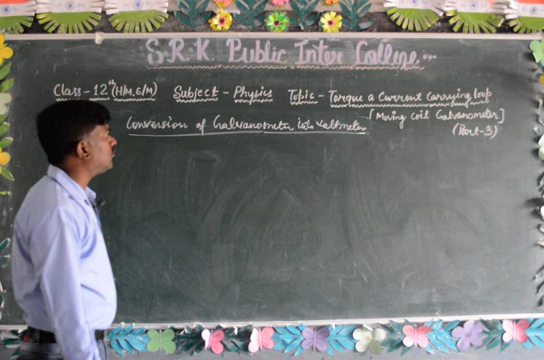 S.R.K Public Inter College
Class - 12th (H/M, E/M) Subject - Physics Topic - Torque a Current Carrying loop
[Moving Coil Galvanometer]
Conversion of Galvanometer into Voltmeter
(Part-3)